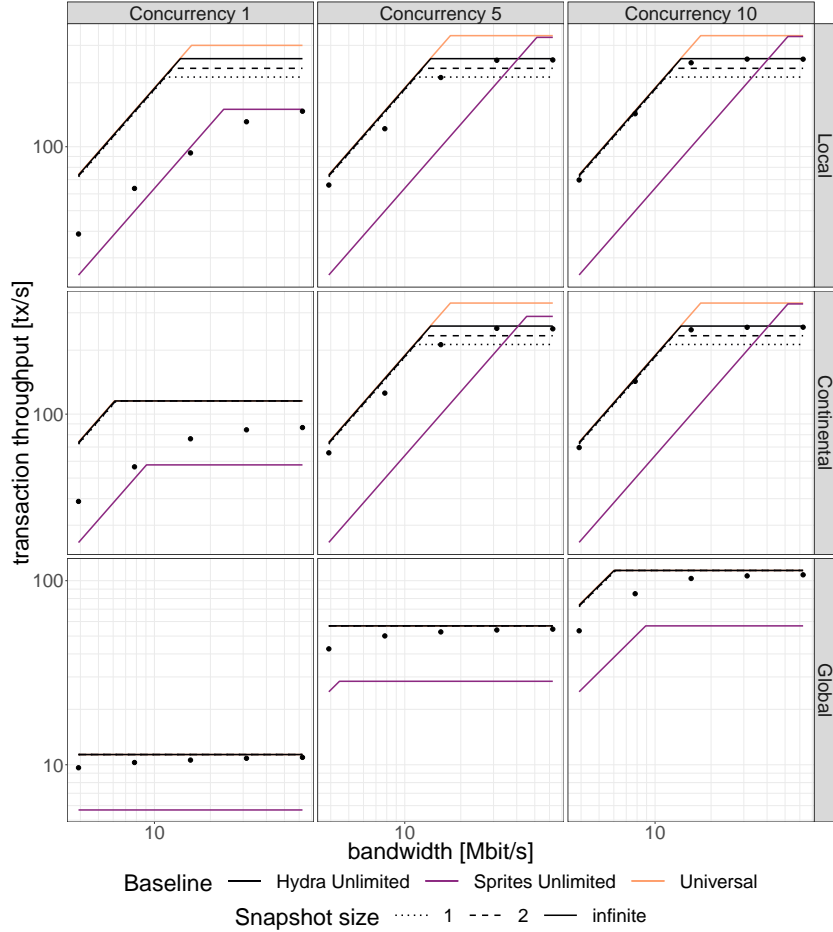 Concurrency 1 Concurrency 5 Concurrency 10
100
Local
100
Continental
100
10
Global
10 10 10
transaction throughput [tx/s]
bandwidth [Mbit/s]
Baseline Hydra Unlimited Sprites Unlimited Universal
Snapshot size 1 2 infinite